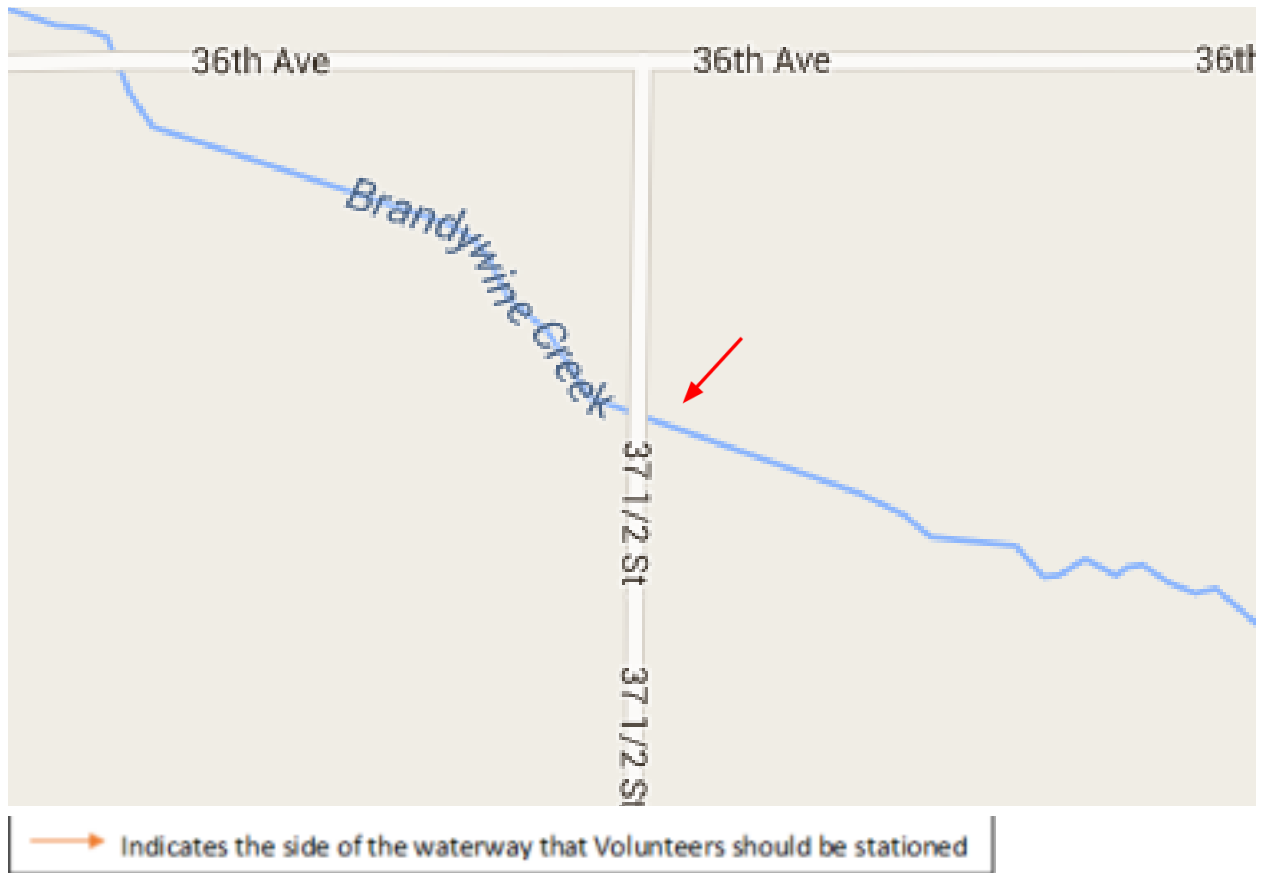 36th Ave
36th Ave
36th
Brandywine Creek
37 1/2 St
37 1/2 St
Indicates the side of the waterway that Volunteers should be stationed